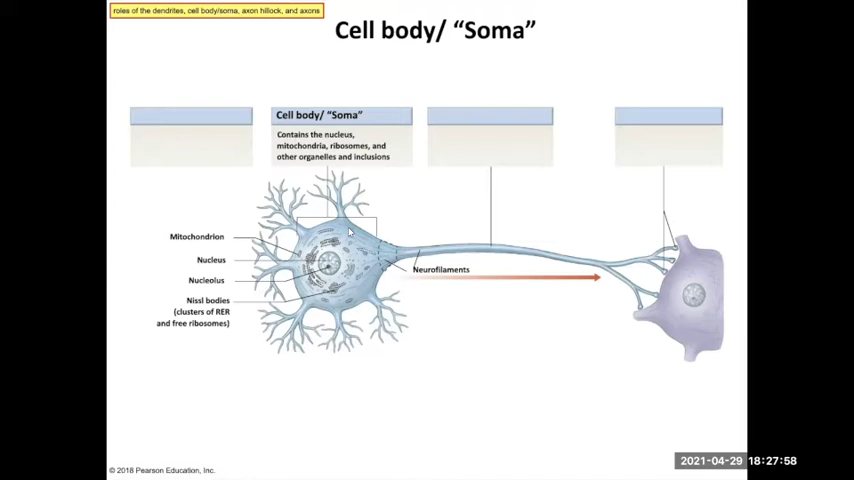 roles of the dendrites, cell body/soma, axon hillock, and axons
Cell body/ “Soma”
Cell body/ “Soma”
Contains the nucleus,
mitochondria, ribosomes, and
other organelles and inclusions
Mitochondrion
Nucleus
Nucleolus
Nissl bodies
(clusters of RER
and free ribosomes)
Neurofilaments
© 2018 Pearson Education, Inc.
2021-04-29 18:27:58